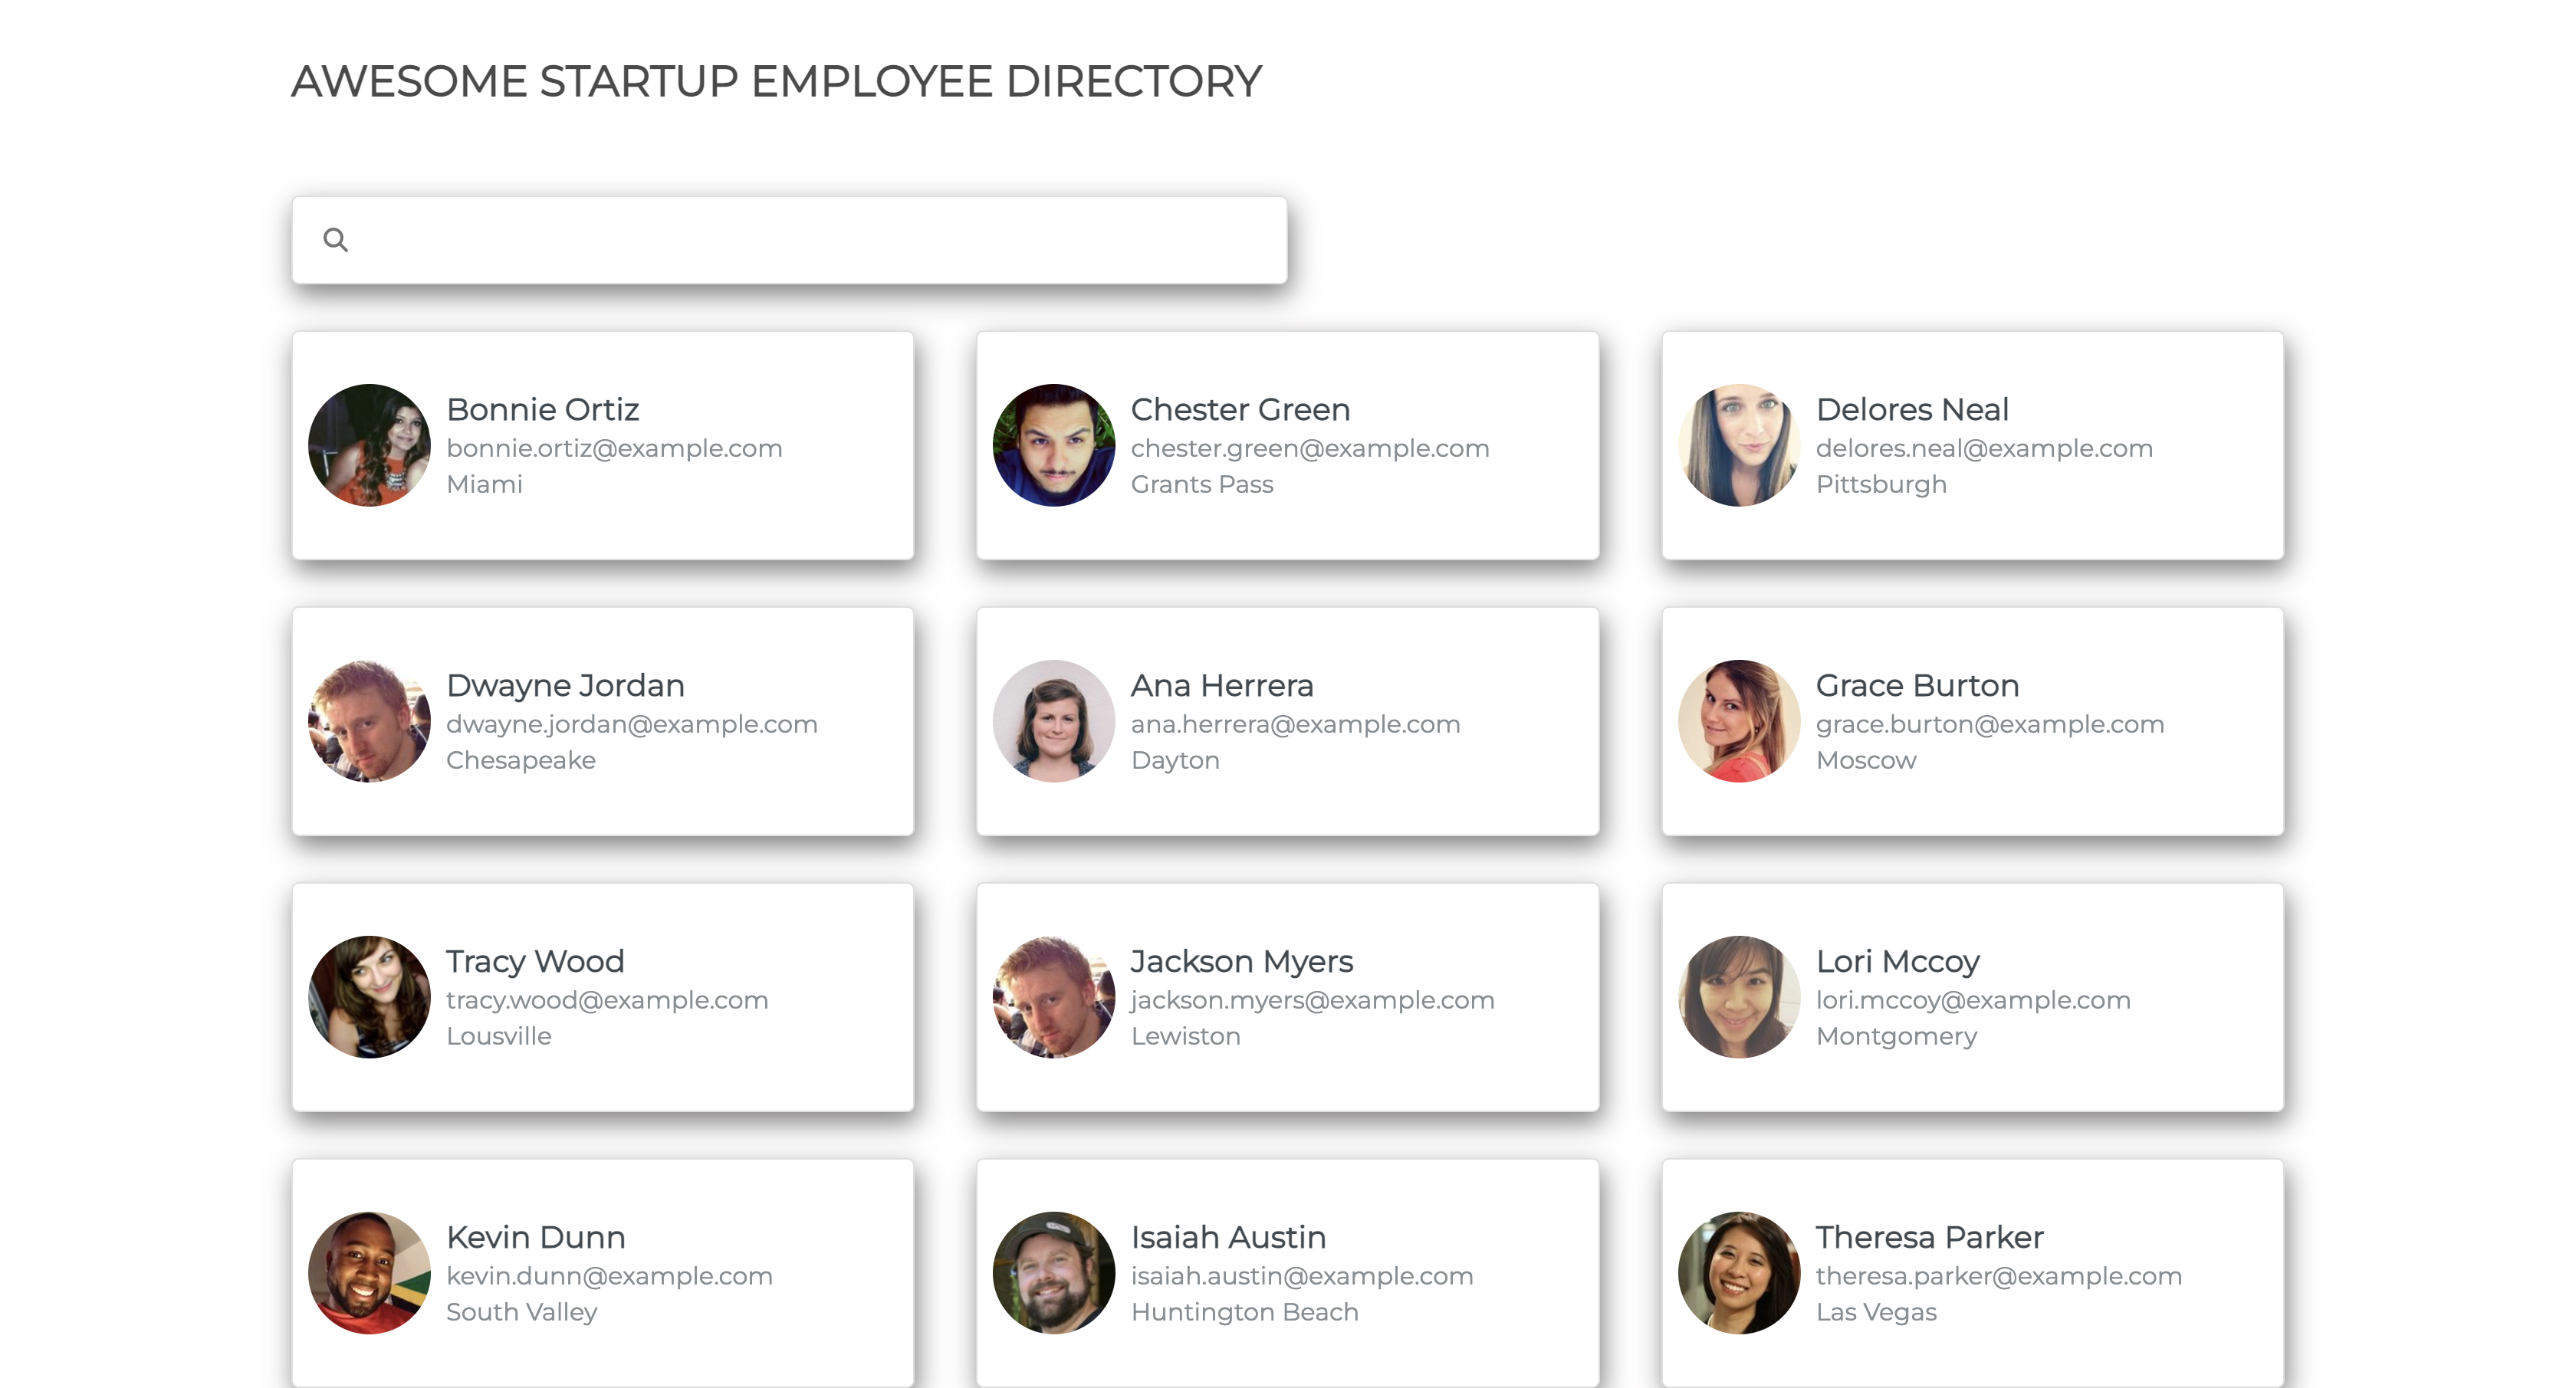 AWESOME STARTUP EMPLOYEE DIRECTORY
Bonnie Ortiz
bonnie.ortiz@example.com
Miami
Chester Green
chester.green@example.com
Grants Pass
Delores Neal
delores.neal@example.com
Pittsburgh
Dwayne Jordan
dwayne.jordan@example.com
Chesapeake
Ana Herrera
ana.herrera@example.com
Dayton
Grace Burton
grace.burton@example.com
Moscow
Tracy Wood
tracy.wood@example.com
Lousville
Jackson Myers
jackson.myers@example.com
Lewiston
Lori Mccoy
lori.mccoy@example.com
Montgomery
Kevin Dunn
kevin.dunn@example.com
South Valley
Isaiah Austin
isaiah.austin@example.com
Huntington Beach
Theresa Parker
theresa.parker@example.com
Las Vegas